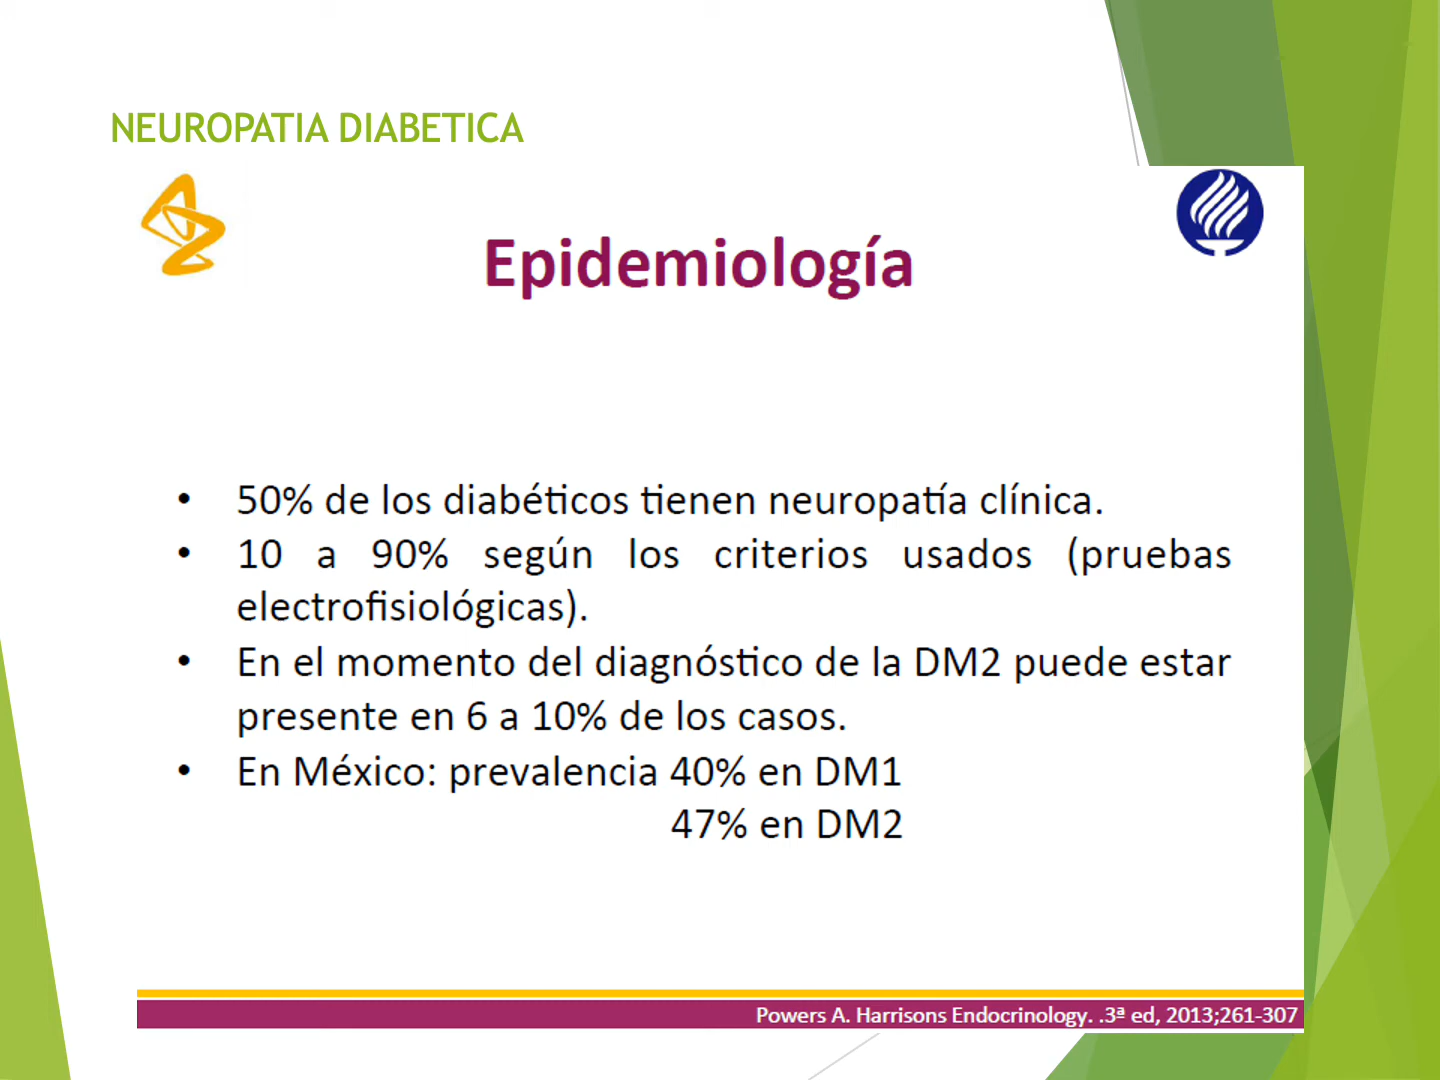 NEUROPATIA DIABETICA
Epidemiología
• 50% de los diabéticos tienen neuropatía clínica.
• 10 a 90% según los criterios usados (pruebas
electrofisiológicas).
• En el momento del diagnóstico de la DM2 puede estar
presente en 6 a 10% de los casos.
• En México: prevalencia 40% en DM1
47% en DM2
Powers A. Harrisons Endocrinology. .3ª ed, 2013;261-307